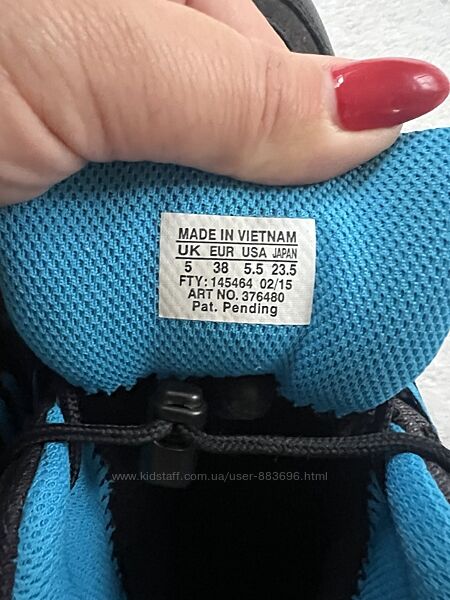 MADE IN VIETNAM
UK EUR USA JAPAN
5 38 5.5 23.5
FTY: 145464 02/15
ART NO. 376480
Pat. Pending
www.kidstaff.com.ua/user-883696.html